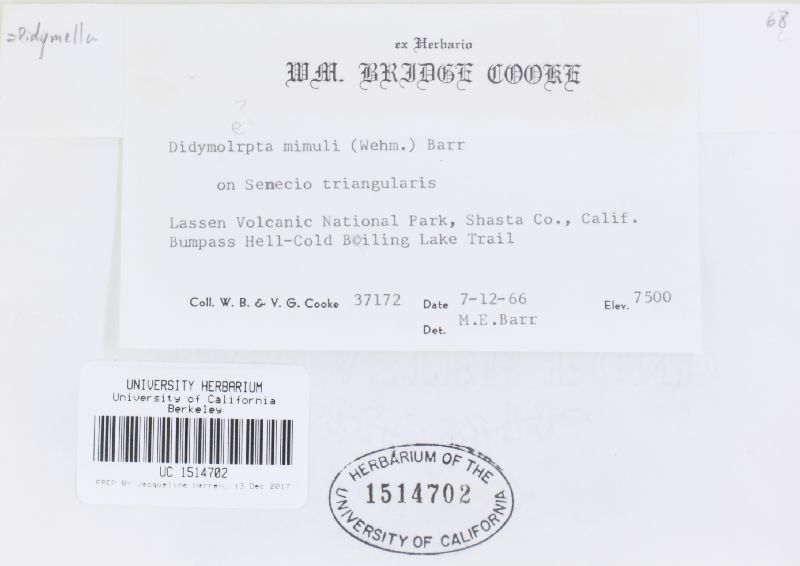 =Didymella
68
ex Herbario
WM. BRIDGE COOKE
?
e
Didymolrpta mimuli (Wehm.) Barr
on Senecio triangularis
Lassen Volcanic National Park, Shasta Co., Calif.
Bumpass Hell-Cold Boiling Lake Trail
Coll. W. B. & V. G. Cooke 37172 Date 7-12-66 Elev. 7500
Det. M.E.Barr
UNIVERSITY HERBARIUM
University of California
Berkeley
UC 1514702
PREP BY Jacqueline Warren, 13 Dec 2017
HERBARIUM OF THE
1514702
UNIVERSITY OF CALIFORNIA